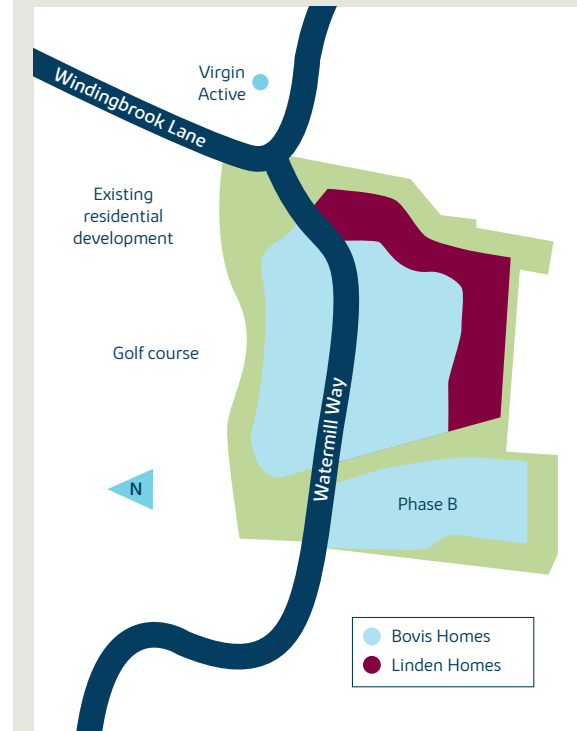 Virgin
Active
Windingbrook Lane
Existing
residential
development
Golf course
Watermill Way
N
Phase B
Bovis Homes
Linden Homes